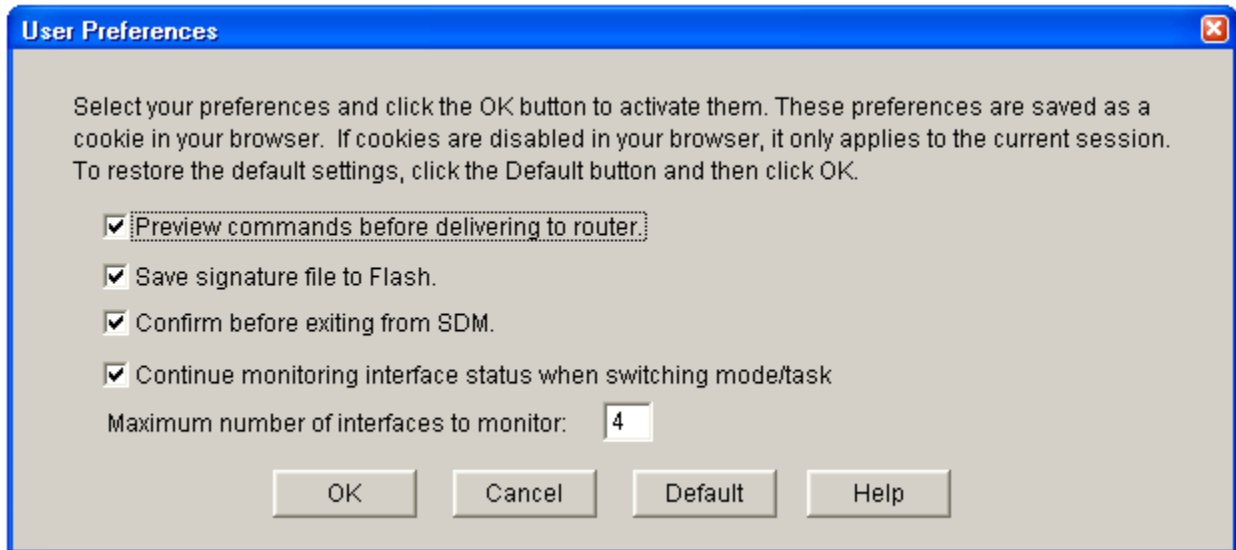 User Preferences
Select your preferences and click the OK button to activate them. These preferences are saved as a
cookie in your browser.  If cookies are disabled in your browser, it only applies to the current session.
To restore the default settings, click the Default button and then click OK.
Preview commands before delivering to router.
Save signature file to Flash.
Confirm before exiting from SDM.
Continue monitoring interface status when switching mode/task
Maximum number of interfaces to monitor: 4
OK Cancel Default Help